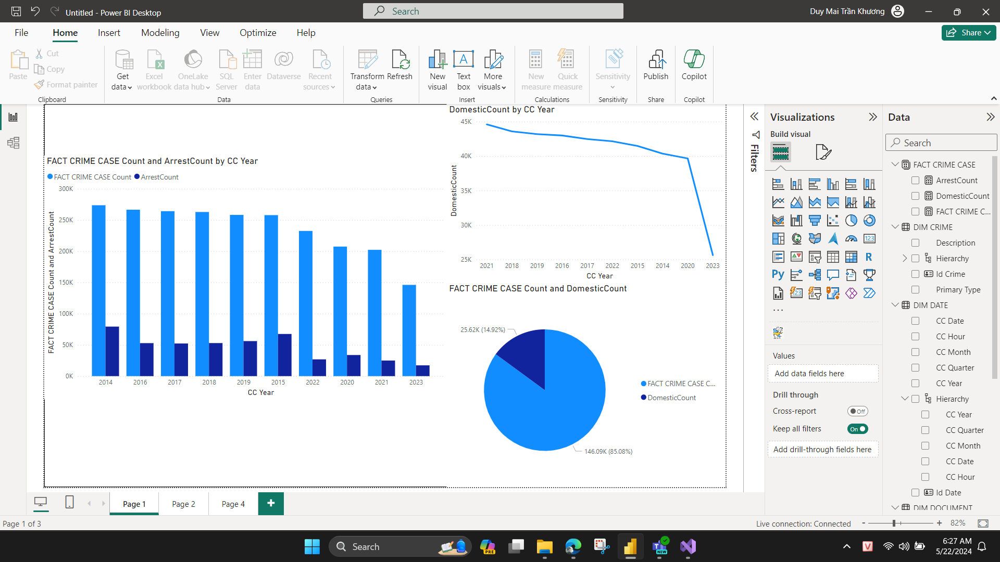 Untitled - Power BI Desktop
Search
Duy Mai Trần Khương
File
Home
Insert
Modeling
View
Optimize
Help
Share
Paste
Cut
Copy
Format painter
Clipboard
Get data
Excel workbook
OneLake data hub
SQL Server
Enter data
Dataverse
Recent sources
Data
Transform data
Refresh
Queries
New visual
A
Text box
More visuals
Insert
New measure
Quick measure
Calculations
Sensitivity
Sensitivity
Publish
Share
Copilot
Copilot
FACT CRIME CASE Count and ArrestCount by CC Year
FACT CRIME CASE Count
ArrestCount
FACT CRIME CASE Count and ArrestCount
300K
250K
200K
150K
100K
50K
0K
2014 2016 2017 2018 2019 2015 2022 2020 2021 2023
CC Year
DomesticCount by CC Year
DomesticCount
45K
40K
35K
30K
25K
2021 2018 2019 2016 2017 2022 2015 2014 2020 2023
CC Year
FACT CRIME CASE Count and DomesticCount
25.62K (14.92%)
146.09K (85.08%)
FACT CRIME CASE C...
DomesticCount
Filters
Visualizations
Build visual
123
R
Py
123
...
Values
Add data fields here
Drill through
Cross-report
Off
Keep all filters
On
Add drill-through fields here
Data
Search
FACT CRIME CASE
ArrestCount
DomesticCount
FACT CRIME C...
DIM CRIME
Description
Hierarchy
Id Crime
Primary Type
DIM DATE
CC Date
CC Hour
CC Month
CC Quarter
CC Year
Hierarchy
CC Year
CC Quarter
CC Month
CC Date
CC Hour
Id Date
DIM DOCUMENT
Page 1
Page 2
Page 4
+
Page 1 of 3
Live connection: Connected
- + 82%
Search
PRE
NEW
V
6:27 AM
5/22/2024